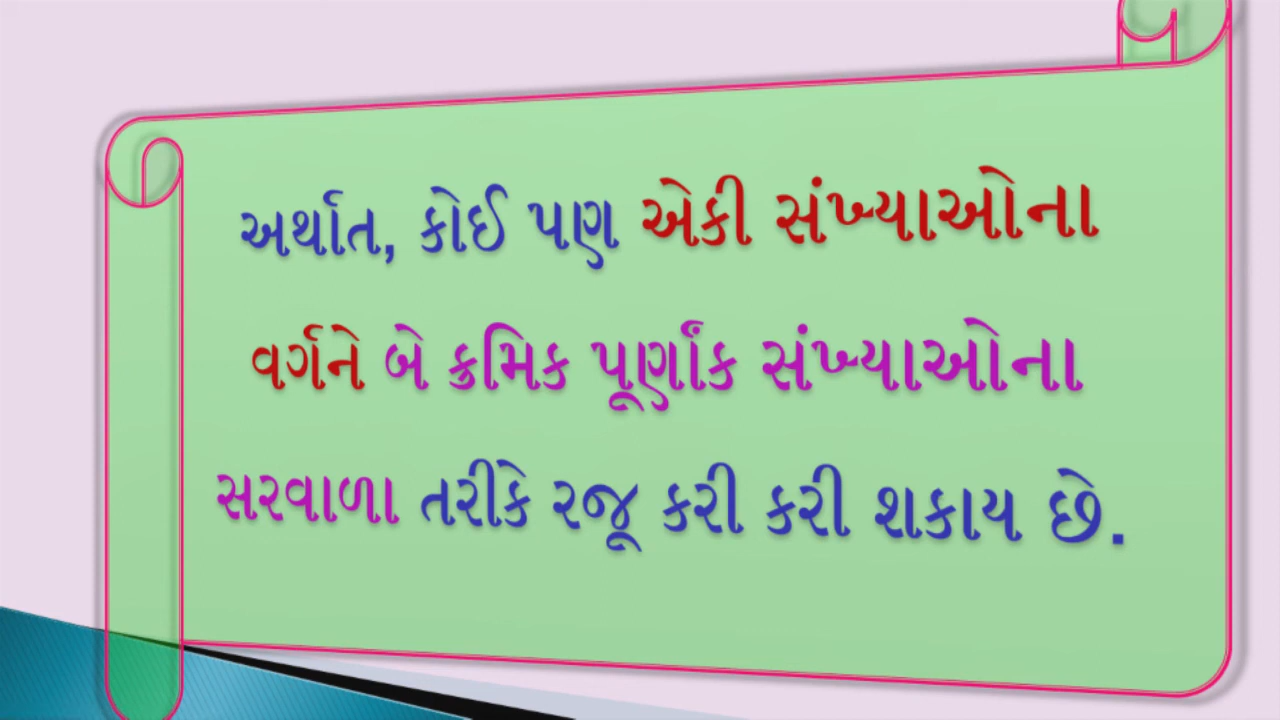 અર્થાત, કોઈ પણ એકી સંખ્યાઓના
વર્ગને બે ક્રમિક પૂર્ણાંક સંખ્યાઓના
સરવાળા તરીકે રજૂ કરી કરી શકાય છે.